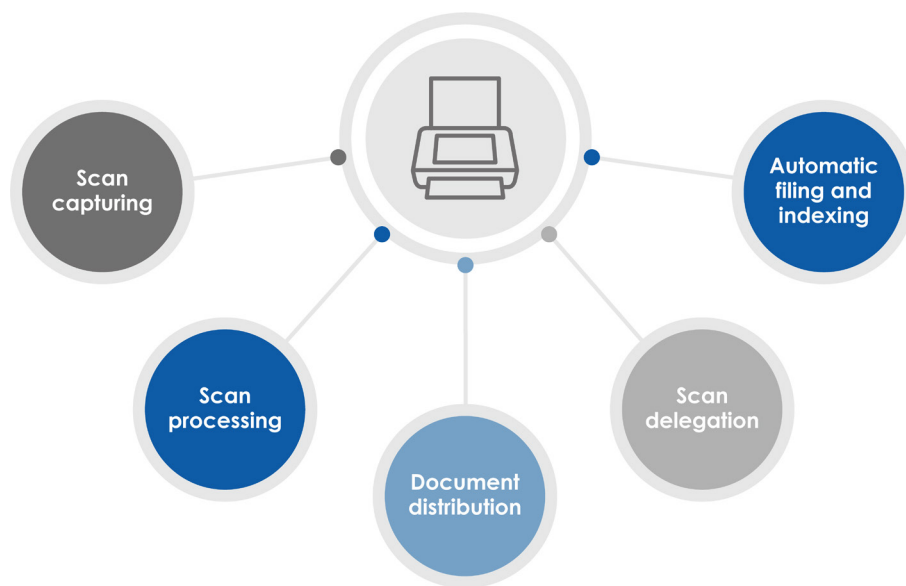 Scan
capturing
Scan
processing
Document
distribution
Scan
delegation
Automatic
filing and
indexing